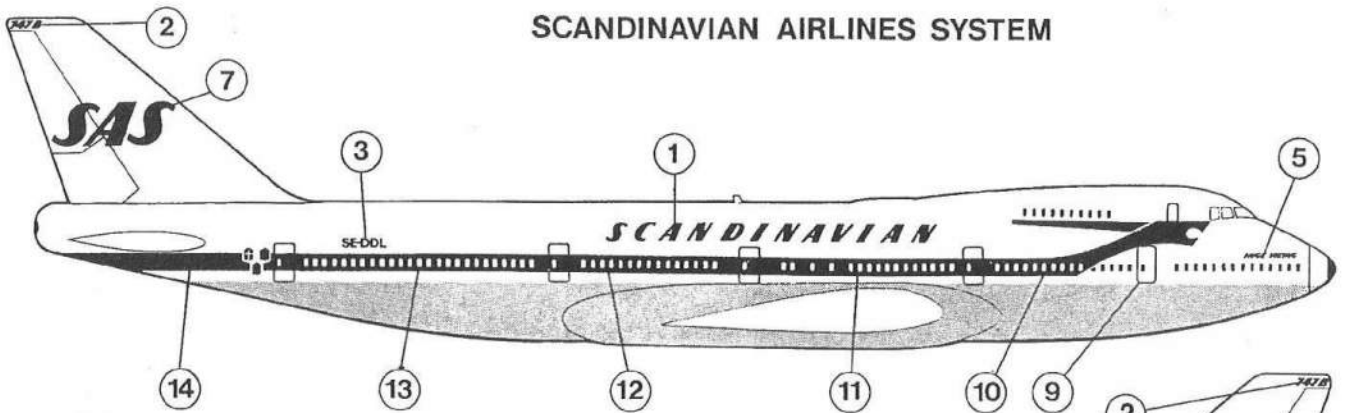 SCANDINAVIAN AIRLINES SYSTEM
747B
2
7
SAS
3
1
5
SCANDINAVIAN
SE-DDL
14
13
12
11
10
9
747B
2